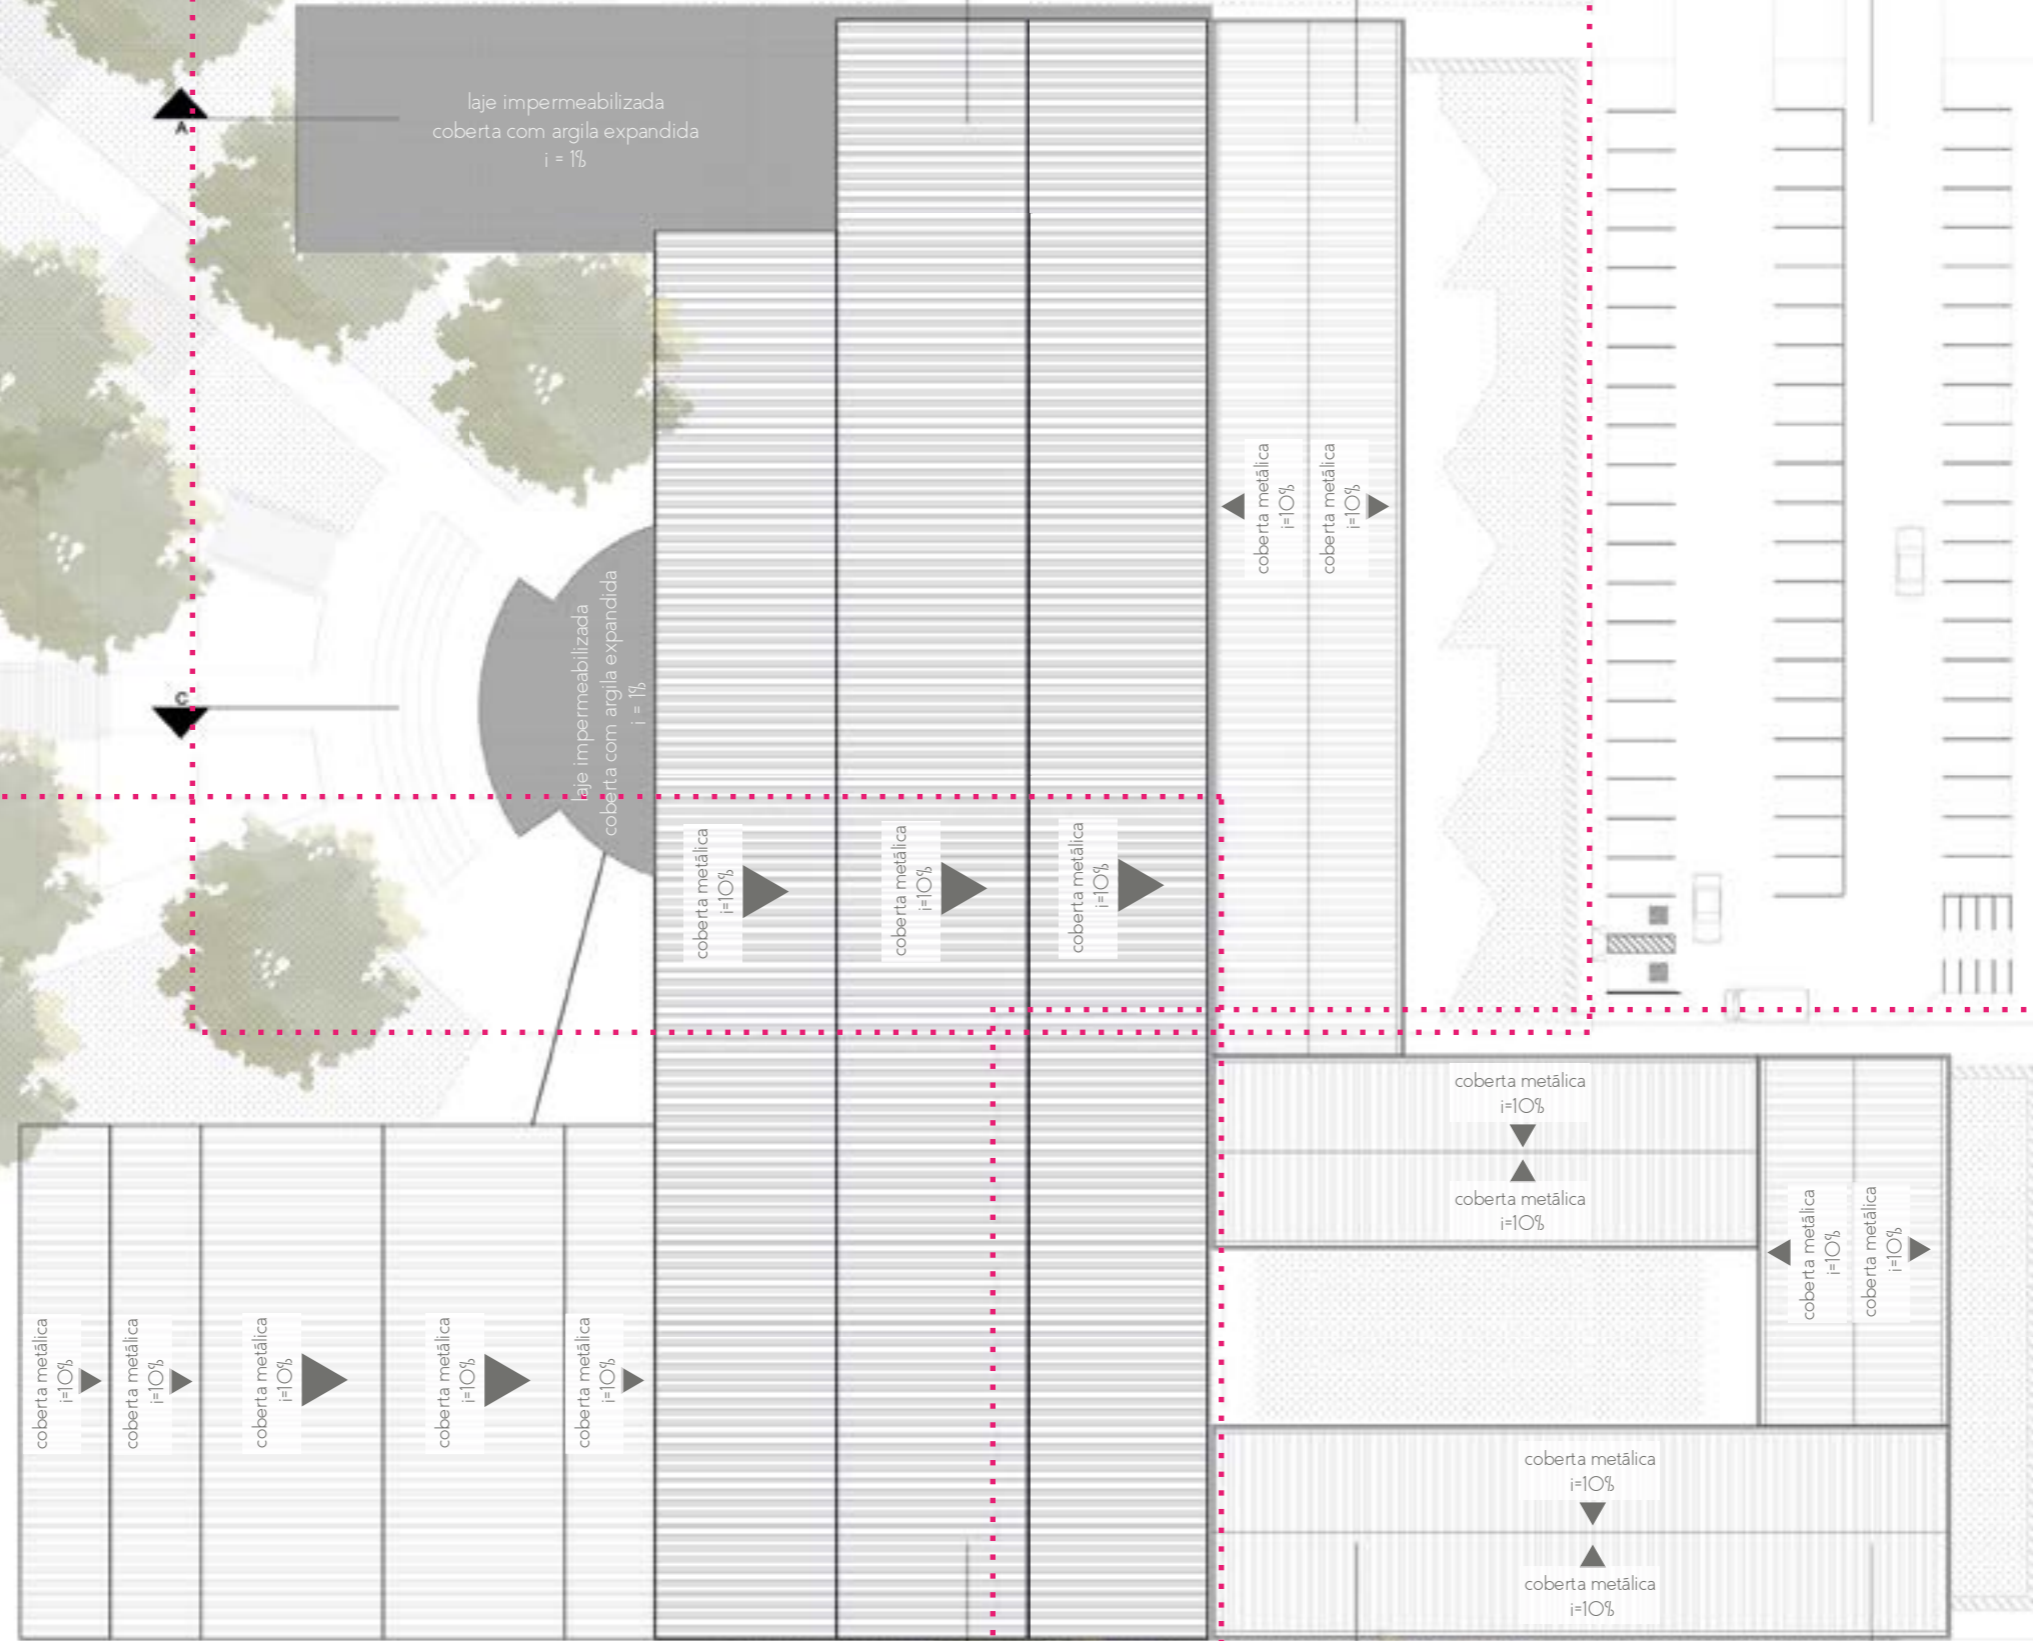 laje impermeabilizada
coberta com argila expandida
i = 1%
A
coberta metálica
i=10%
coberta metálica
i=10%
laje impermeabilizada
coberta com argila expandida
i = 1%
C
coberta metálica
i=10%
coberta metálica
i=10%
coberta metálica
i=10%
coberta metálica
i=10%
coberta metálica
i=10%
coberta metálica
i=10%
coberta metálica
i=10%
coberta metálica
i=10%
coberta metálica
i=10%
coberta metálica
i=10%
coberta metálica
i=10%
coberta metálica
i=10%
coberta metálica
i=10%
coberta metálica
i=10%